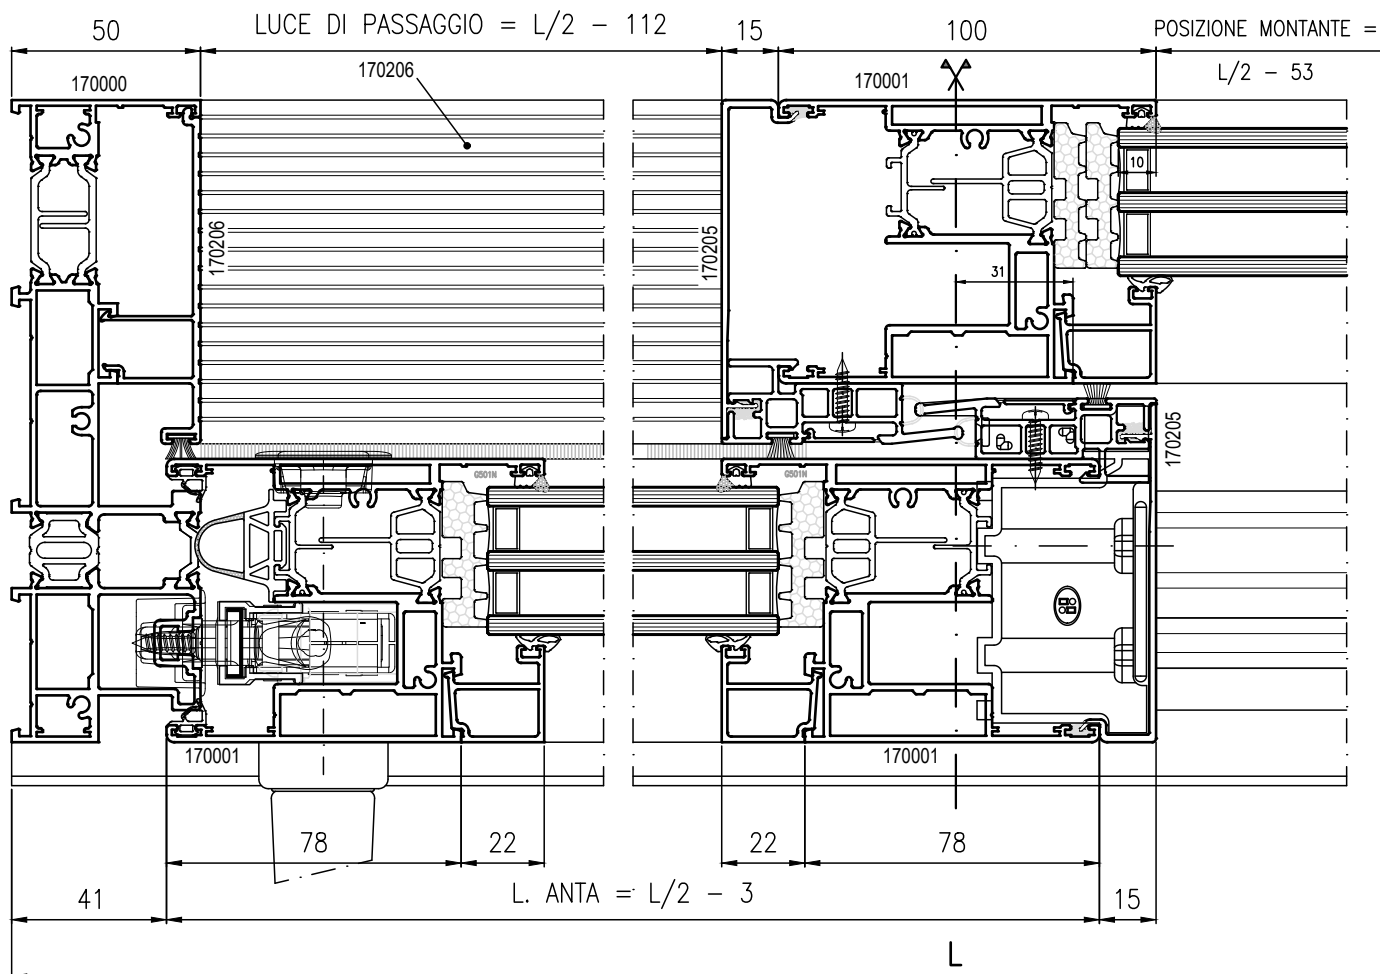 50
LUCE DI PASSAGGIO = L/2 - 112
15
100
POSIZIONE MONTANTE =
L/2 - 53
170000
170206
170001
10
170206
170205
31
170205
G501N
G501N
170001
170001
78
22
22
78
41
L. ANTA = L/2 - 3
15
L